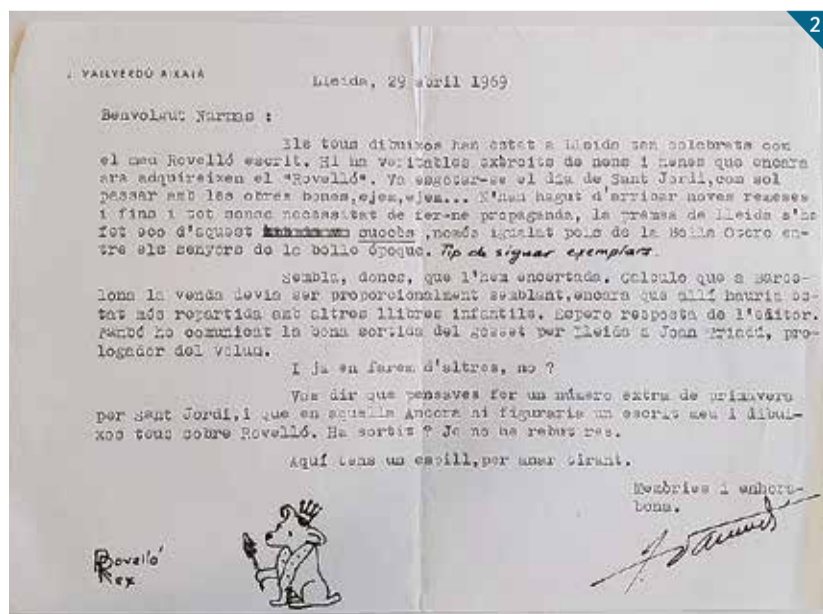 2
J. VALLVERDÚ AIXALÀ
Lleida, 29 abril 1969
Benvolgut Narmas :
Els tous dibuixos han estat a Lleida tan celebrats com
el meu Rovelló escrit. Hi ha veritables exèrcits de nens i nenes que encara
ara adquireixen el "Rovelló". Va esgotar-se el dia de Sant Jordi,com sol
passar amb les obres bones,ejem,ejem... N'han hagut d'arribar noves remeses
i fins i tot sense necessitat de fer-ne propaganda, la premsa de Lleida s'ha
fet eco d'aquest succès ,només igualat pels de la Bella Otero en-
tre els senyors de la belle époque. Tip de signar exemplars.
Sembla, doncs, que l'hem encertada. Calculo que a Barce-
lona la venda devia ser proporcionalment semblant,encara que allí hauria es-
tat més repartida amb altres llibres infantils. Espero resposta de l'editor.
També he comunicat la bona sortida del gosset per Lleida a Joan Triadú, pro-
logador del volum.
I ja en farem d'altres, no ?
Vas dir que pensaves fer un número extra de primavera
per Sant Jordi,i que en aquella Ancora hi figuraria un escrit meu i dibui-
xos teus sobre Rovelló. Ha sortit ? Jo no he rebut res.
Aquí tens un espill,per anar tirant.
Memòries i enhora-
bona.
Rovelló
Rex